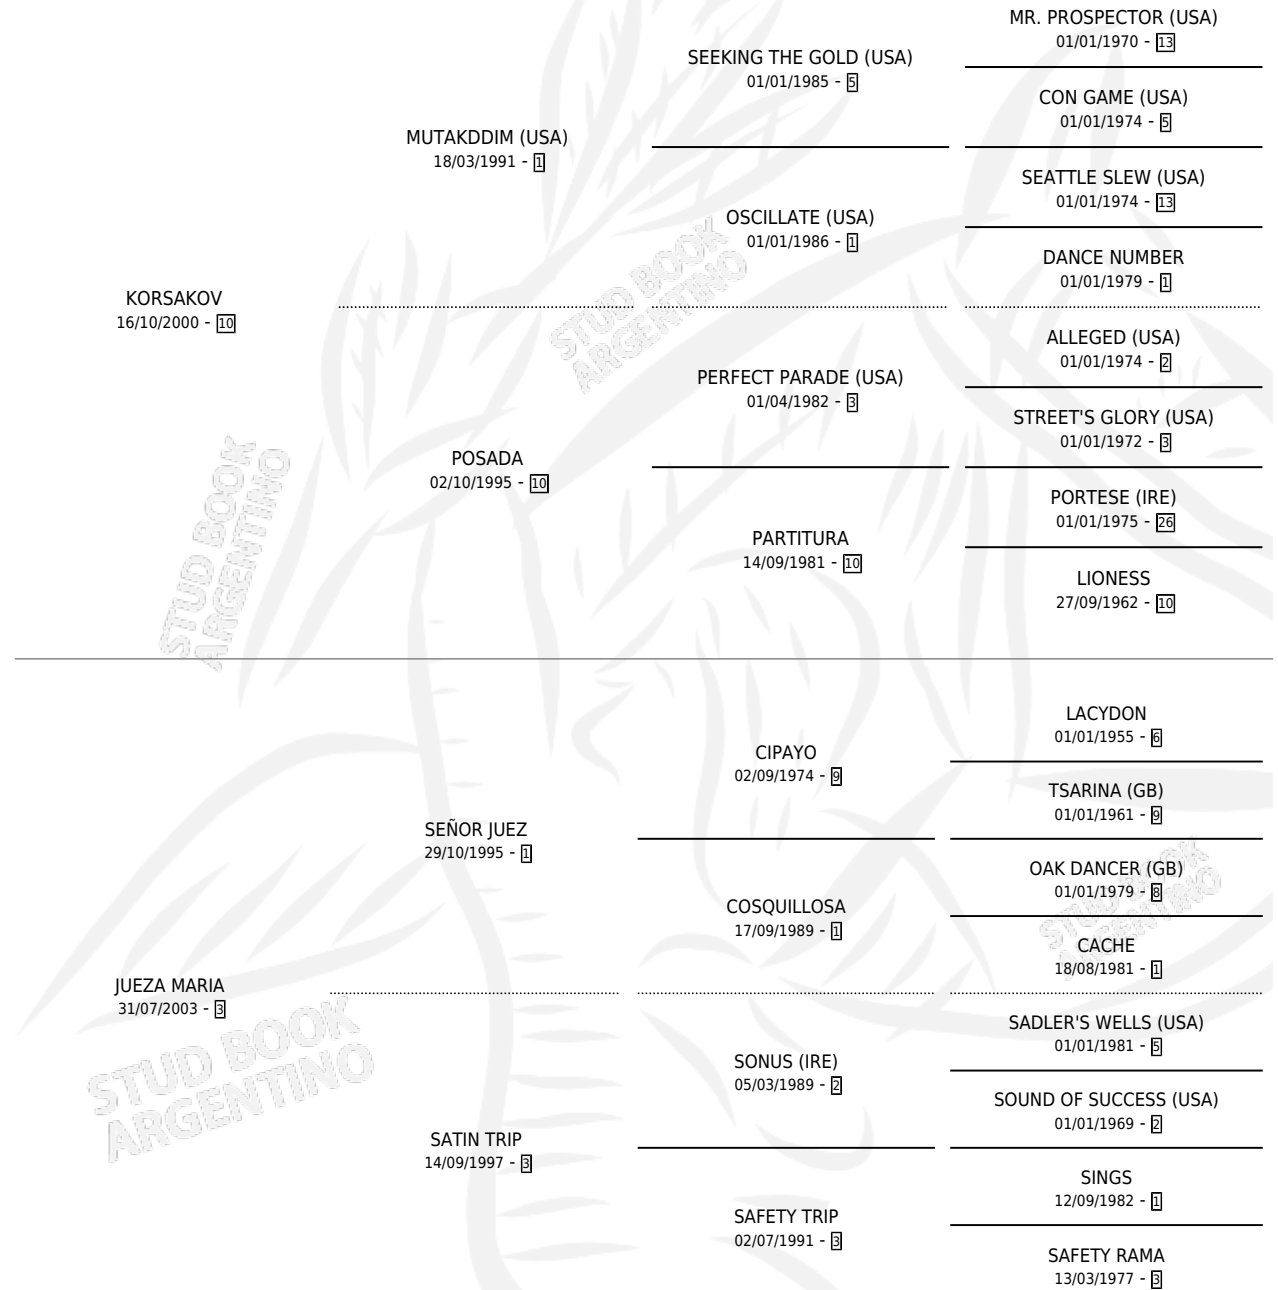 MR. PROSPECTOR (USA)
01/01/1970 - 13
SEEKING THE GOLD (USA)
01/01/1985 - 5
CON GAME (USA)
01/01/1974 - 5
MUTAKDDIM (USA)
18/03/1991 - 1
SEATTLE SLEW (USA)
01/01/1974 - 13
OSCILLATE (USA)
01/01/1986 - 1
DANCE NUMBER
01/01/1979 - 1
KORSAKOV
16/10/2000 - 10
ALLEGED (USA)
01/01/1974 - 2
PERFECT PARADE (USA)
01/04/1982 - 3
STREET'S GLORY (USA)
01/01/1972 - 3
POSADA
02/10/1995 - 10
PORTESE (IRE)
01/01/1975 - 26
PARTITURA
14/09/1981 - 10
LIONESS
27/09/1962 - 10
LACYDON
01/01/1955 - 6
CIPAYO
02/09/1974 - 9
TSARINA (GB)
01/01/1961 - 9
SEÑOR JUEZ
29/10/1995 - 1
OAK DANCER (GB)
01/01/1979 - 8
COSQUILLOSA
17/09/1989 - 1
CACHE
18/08/1981 - 1
JUEZA MARIA
31/07/2003 - 3
SADLER'S WELLS (USA)
01/01/1981 - 5
SONUS (IRE)
05/03/1989 - 2
SOUND OF SUCCESS (USA)
01/01/1969 - 2
SATIN TRIP
14/09/1997 - 3
SINGS
12/09/1982 - 1
SAFETY TRIP
02/07/1991 - 3
SAFETY RAMA
13/03/1977 - 3
STUD BOOK
ARGENTINO
STUD BOOK
ARGENTINO
STUD BOOK
ARGENTINO
STUD BOOK
ARGENTINO